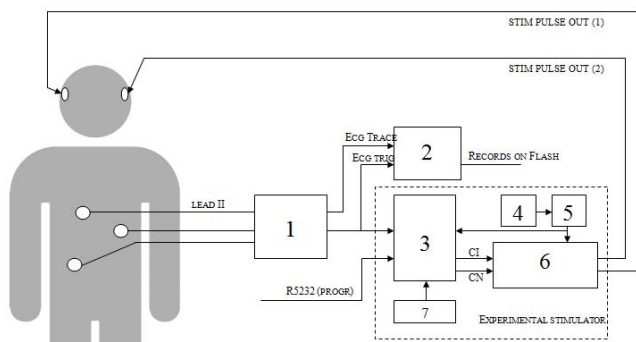 STIM PULSE OUT (1)
STIM PULSE OUT (2)
ECG TRACE
ECG TRIG
2
RECORDS ON FLASH
LEAD II
1
3
4
5
CI
6
CN
R5232 (PROGR)
7
EXPERIMENTAL STIMULATOR